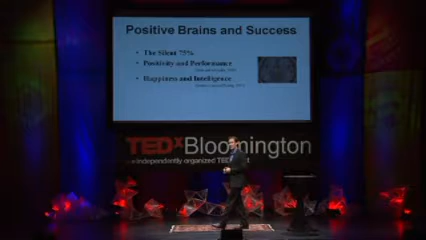 Positive Brains and Success
• The Silent 75%
• Positivity and Performance
• Happiness and Intelligence
TEDxBloomington
independently organized TED